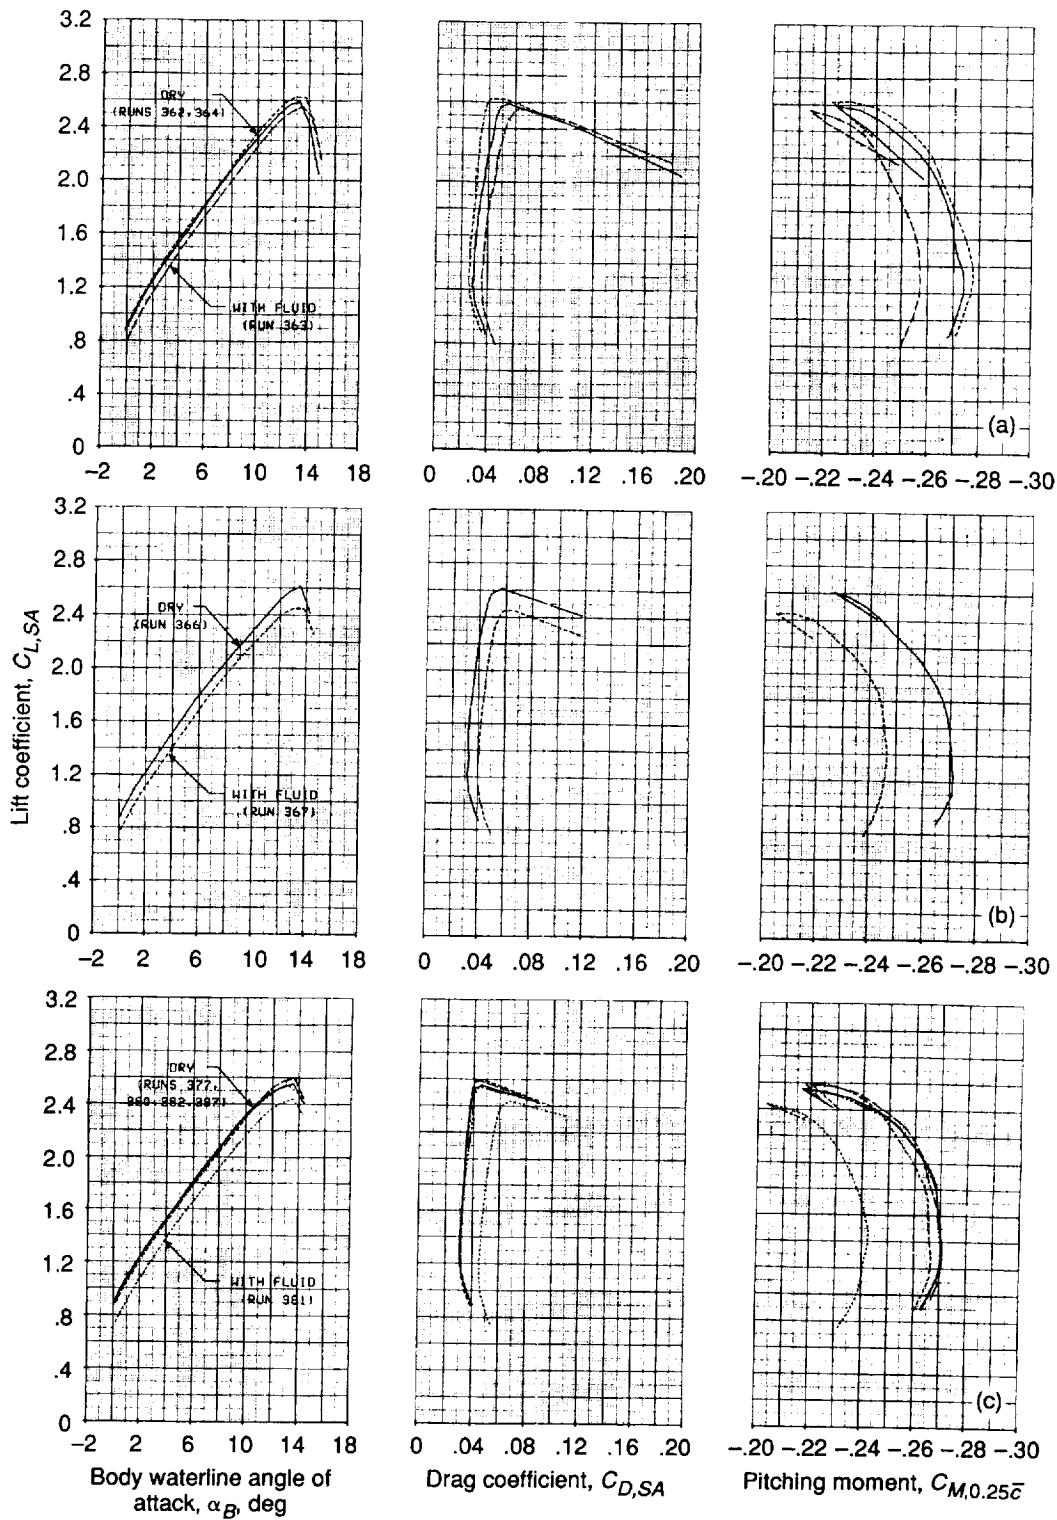 3.2
2.8
2.4
2.0
1.6
1.2
.8
.4
0
DRY
(RUNS 362,364)
WITH FLUID
(RUN 363)
(a)
–2 2 6 10 14 18
0 .04 .08 .12 .16 .20
–.20 –.22 –.24 –.26 –.28 –.30
3.2
2.8
2.4
2.0
1.6
1.2
.8
.4
0
Lift coefficient, C_L,SA
DRY
(RUN 366)
WITH FLUID
(RUN 367)
(b)
–2 2 6 10 14 18
0 .04 .08 .12 .16 .20
–.20 –.22 –.24 –.26 –.28 –.30
3.2
2.8
2.4
2.0
1.6
1.2
.8
.4
0
DRY
(RUNS 377,
380,382,387)
WITH FLUID
(RUN 381)
(c)
–2 2 6 10 14 18
0 .04 .08 .12 .16 .20
–.20 –.22 –.24 –.26 –.28 –.30
Body waterline angle of
attack, α_B, deg
Drag coefficient, C_D,SA
Pitching moment, C_M,0.25c̅